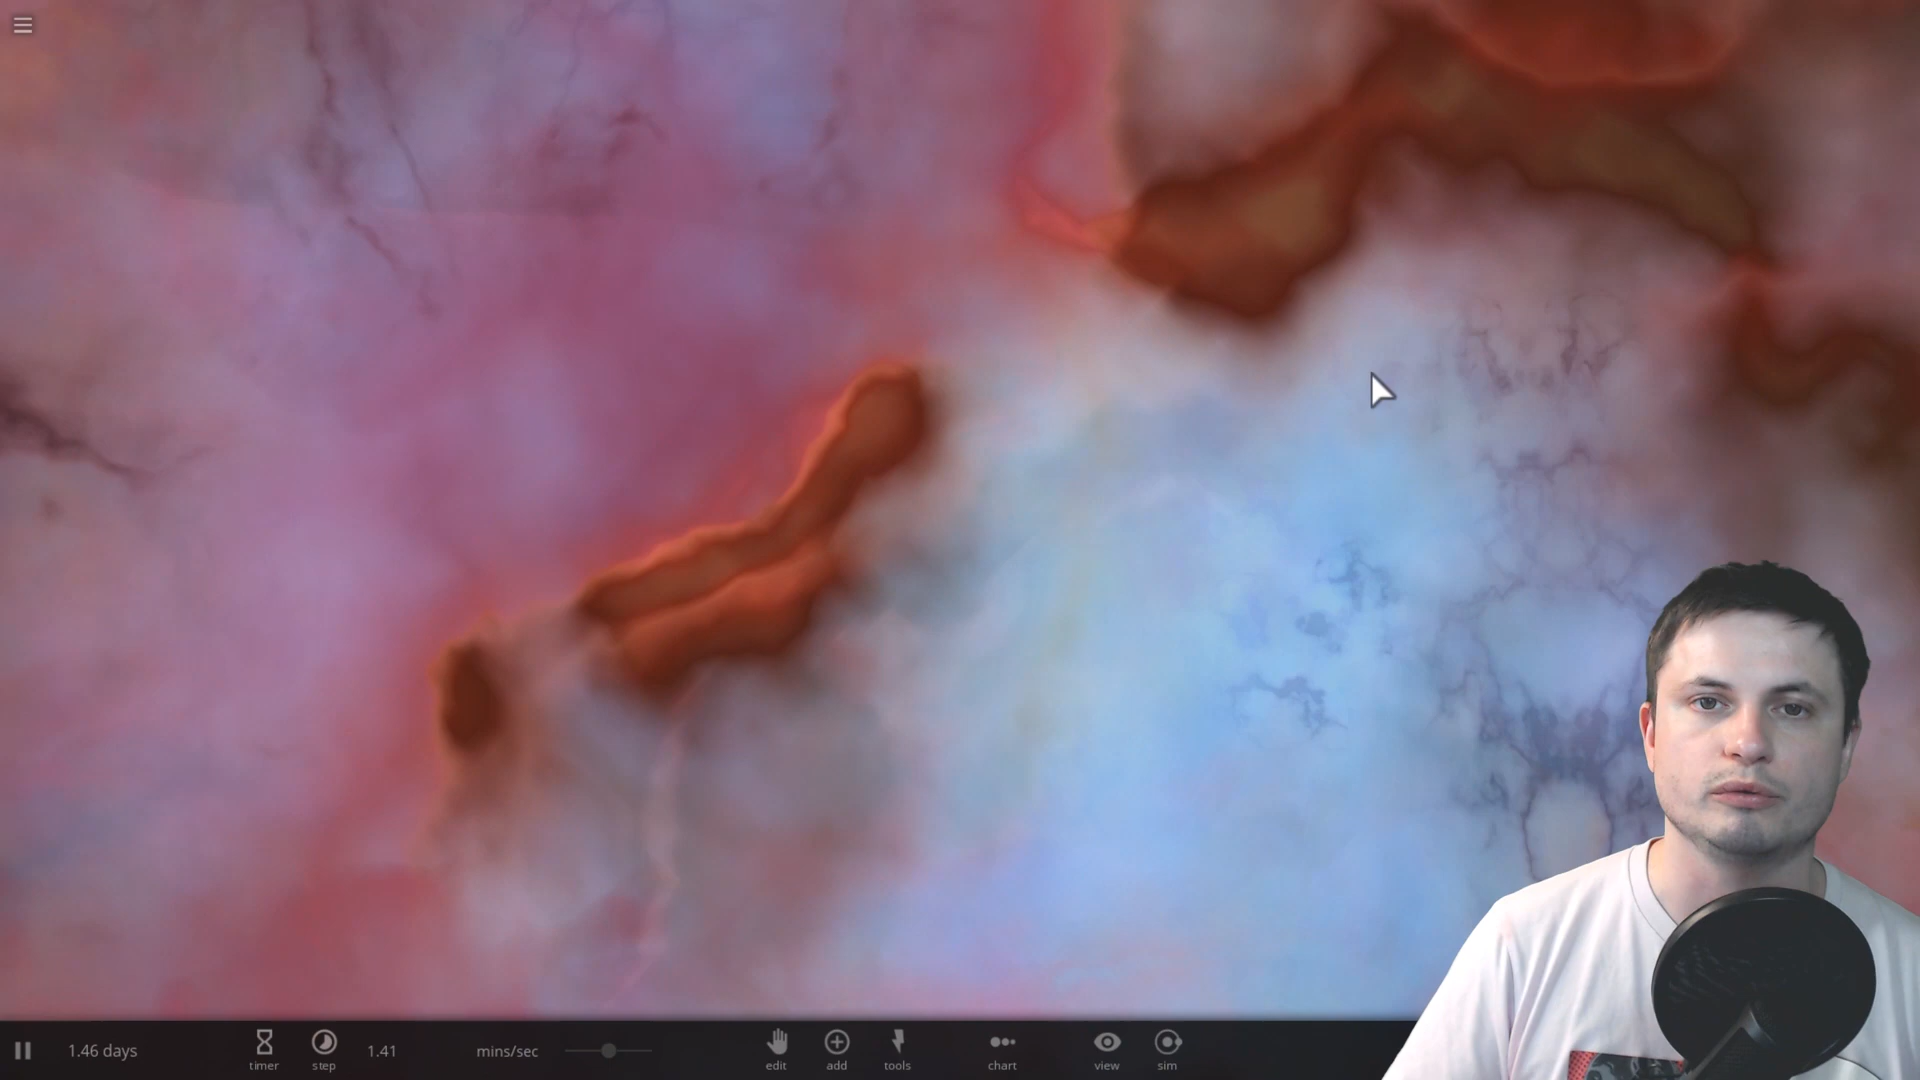 1.46 days
timer
step
1.41
mins/sec
edit
add
tools
chart
view
sim